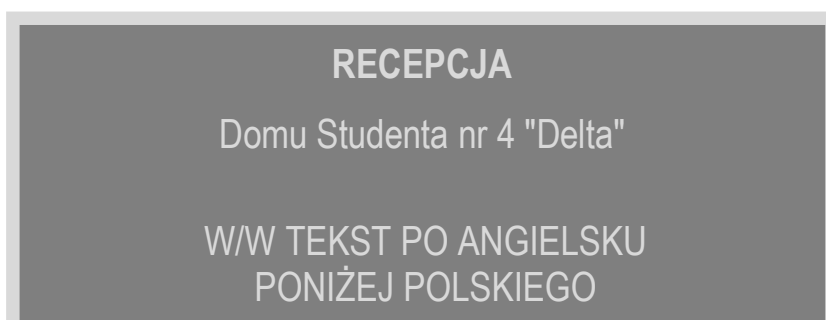 RECEPCJA
Domu Studenta nr 4 "Delta"
W/W TEKST PO ANGIELSKU
PONIŻEJ POLSKIEGO